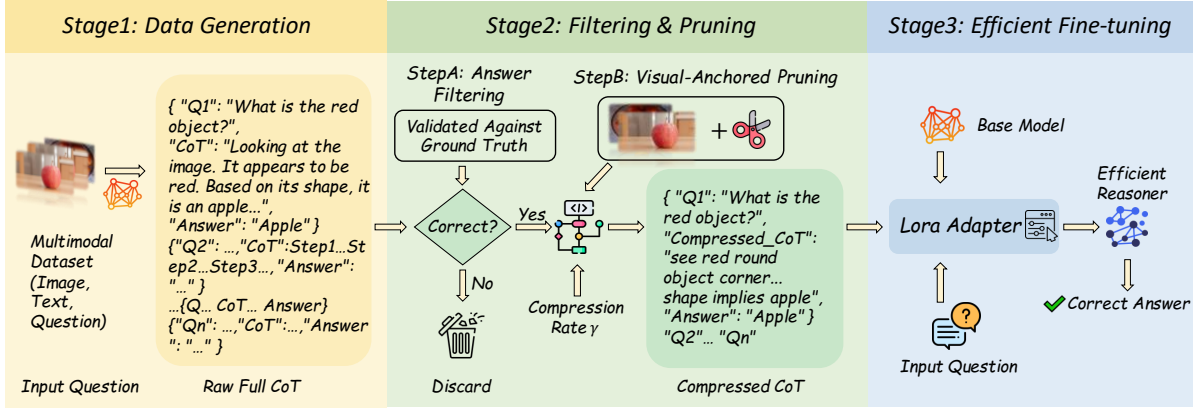 Stage1: Data Generation
Multimodal
Dataset
(Image,
Text,
Question)
Input Question
{ "Q1": "What is the red
object?",
"CoT": "Looking at the
image. It appears to be
red. Based on its shape, it
is an apple...",
"Answer": "Apple" }
{"Q2": ...,"CoT":Step1...St
ep2...Step3..., "Answer":
"..." }
...{Q... CoT... Answer}
{"Qn": ...,"CoT":...,"Answer
": "..." }
Raw Full CoT
Stage2: Filtering & Pruning
StepA: Answer
Filtering
Validated Against
Ground Truth
Correct?
Yes
No
Discard
StepB: Visual-Anchored Pruning
+
</>
Compression
Rate γ
{ "Q1": "What is the
red object?",
"Compressed_CoT":
"see red round
object corner...
shape implies apple",
"Answer": "Apple" }
"Q2"... "Qn"
Compressed CoT
Stage3: Efficient Fine-tuning
Base Model
Lora Adapter
Efficient
Reasoner
Correct Answer
?
Input Question